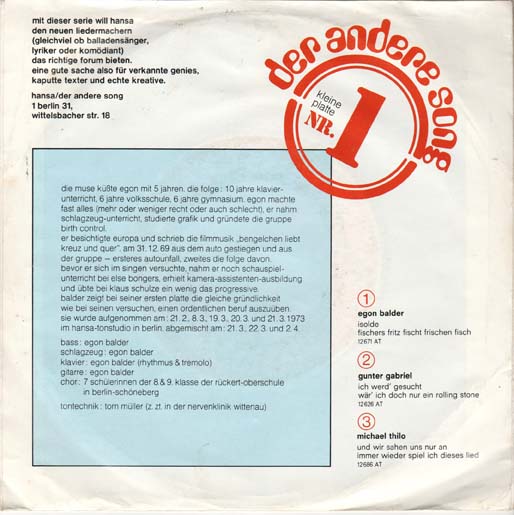 mit dieser serie will hansa
den neuen liedermachern
(gleichviel ob balladensänger,
lyriker oder komödiant)
das richtige forum bieten.
eine gute sache also für verkannte genies,
kaputte texter und echte kreative.
hansa/der andere song
1 berlin 31,
wittelsbacher str. 18
der andere song
kleine
platte
NR.
1
die muse küßte egon mit 5 jahren. die folge: 10 jahre klavier-
unterricht, 6 jahre volksschule, 6 jahre gymnasium. egon machte
fast alles (mehr oder weniger recht oder auch schlecht), er nahm
schlagzeug-unterricht, studierte grafik und gründete die gruppe
birth control.
er besichtigte europa und schrieb die filmmusik „bengelchen liebt
kreuz und quer". am 31.12.69 aus dem auto gestiegen und aus
der gruppe – ersteres autounfall, zweites die folge davon.
bevor er sich im singen versuchte, nahm er noch schauspiel-
unterricht bei else bongers, erhielt kamera-assistenten-ausbildung
und übte bei klaus schulze ein wenig das progressive.
balder zeigt bei seiner ersten platte die gleiche gründlichkeit
wie bei seinen versuchen, einen ordentlichen beruf auszuüben.
sie wurde aufgenommen am: 21.2., 8.3., 19.3., 20.3. und 21.3.1973
im hansa-tonstudio in berlin. abgemischt am: 21.3., 22.3. und 2.4.
bass: egon balder
schlagzeug: egon balder
klavier: egon balder (rhythmus & tremolo)
gitarre: egon balder
chor: 7 schülerinnen der 8. & 9. klasse der rückert-oberschule
in berlin-schöneberg
tontechnik: tom müller (z. zt. in der nervenklinik wittenau)
1
egon balder
isolde
fischers fritz fischt frischen fisch
12671 AT
2
gunter gabriel
ich werd' gesucht
wär' ich doch nur ein rolling stone
12626 AT
3
michael thilo
und wir sahen uns nur an
immer wieder spiel ich dieses lied
12686 AT